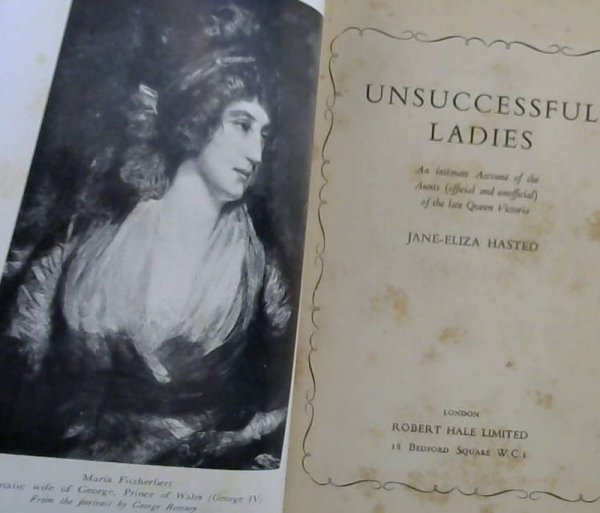 Maria Fitzherbert
wife of George, Prince of Wales (George IV)
From the portrait by George Romney
UNSUCCESSFUL
LADIES
An intimate Account of the
Aunts (official and unofficial)
of the late Queen Victoria
JANE-ELIZA HASTED
LONDON
ROBERT HALE LIMITED
18 BEDFORD SQUARE W.C.1